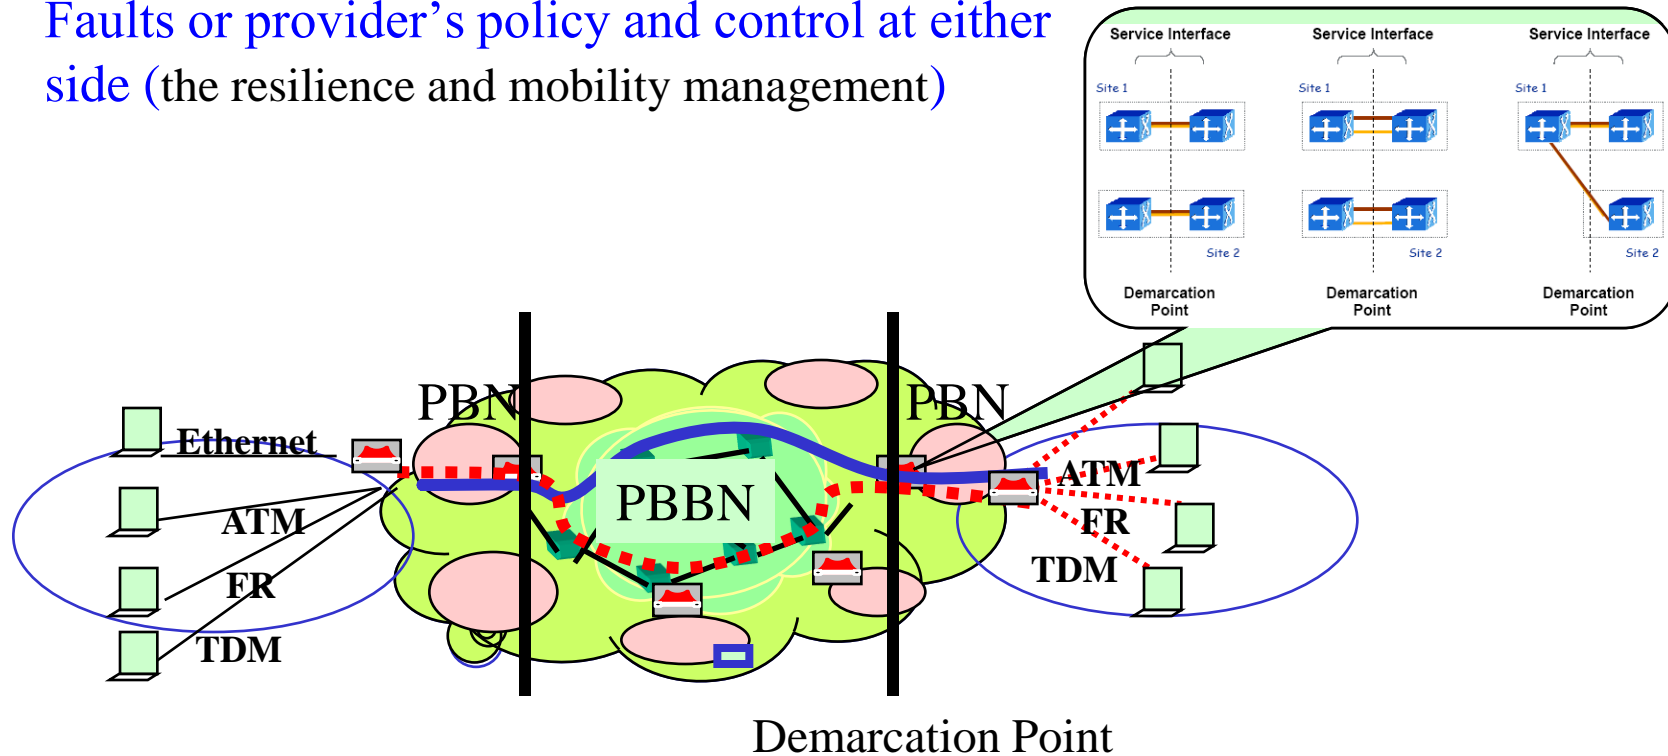 Faults or provider's policy and control at either
side (the resilience and mobility management)
Service Interface
Service Interface
Service Interface
Site 1
Site 1
Site 1
Site 2
Site 2
Site 2
Demarcation
Point
Demarcation
Point
Demarcation
Point
PBN
PBN
Ethernet
ATM
FR
TDM
PBBN
ATM
FR
TDM
Demarcation Point